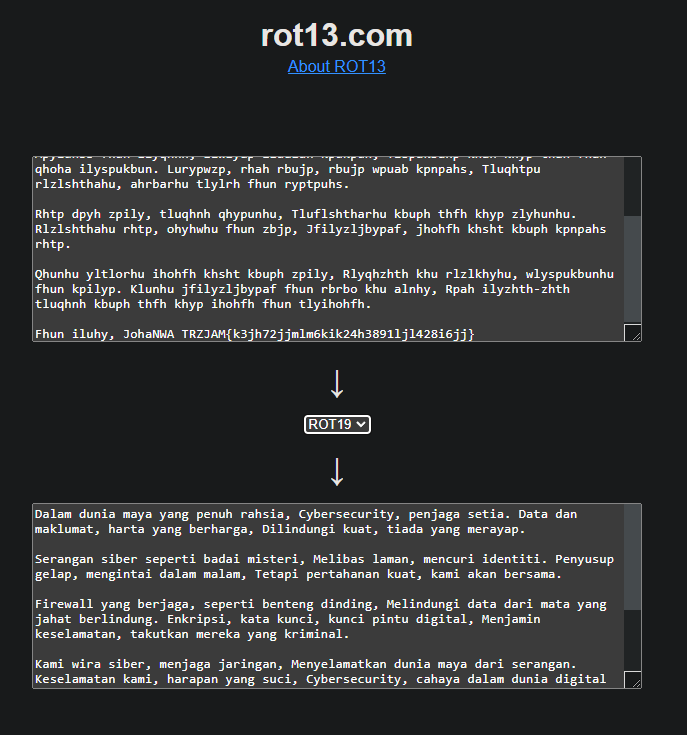 rot13.com
About ROT13
qhoha ilyspukbun. Lurypwzp, rhah rbujp, rbujp wpuab kpnpahs, Tluqhtpu
rlzlshthahu, ahrbarhu tlylrh fhun ryptpuhs.
Rhtp dpyh zpily, tluqhnh qhypunhu, Tluflshtharhu kbuph thfh khyp zlyhunhu.
Rlzlshthahu rhtp, ohyhwhu fhun zbjp, Jfilyzljbypaf, jhohfh khsht kbuph kpnpahs
rhtp.
Qhunhu yltlorhu ihohfh khsht kbuph zpily, Rlyqhzhth khu rlzlkhyhu, wlyspukbunhu
fhun kpilyp. Klunhu jfilyzljbypaf fhun rbrbo khu alnhy, Rpah ilyzhth-zhth
tluqhnh kbuph thfh khyp ihohfh fhun tlyihohfh.
Fhun iluhy, JohaNWA TRZJAM{k3jh72jjmlm6kik24h3891ljl428i6jj}
↓
ROT19
↓
Dalam dunia maya yang penuh rahsia, Cybersecurity, penjaga setia. Data dan
maklumat, harta yang berharga, Dilindungi kuat, tiada yang merayap.
Serangan siber seperti badai misteri, Melibas laman, mencuri identiti. Penyusup
gelap, mengintai dalam malam, Tetapi pertahanan kuat, kami akan bersama.
Firewall yang berjaga, seperti benteng dinding, Melindungi data dari mata yang
jahat berlindung. Enkripsi, kata kunci, kunci pintu digital, Menjamin
keselamatan, takutkan mereka yang kriminal.
Kami wira siber, menjaga jaringan, Menyelamatkan dunia maya dari serangan.
Keselamatan kami, harapan yang suci, Cybersecurity, cahaya dalam dunia digital